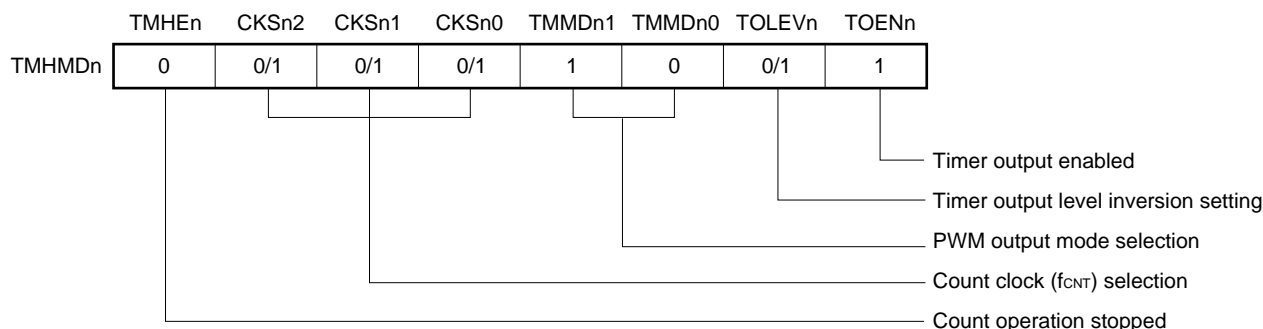 TMHEn CKSn2 CKSn1 CKSn0 TMMDn1 TMMDn0 TOLEVn TOENn
TMHMDn 0 0/1 0/1 0/1 1 0 0/1 1
Timer output enabled
Timer output level inversion setting
PWM output mode selection
Count clock (fCNT) selection
Count operation stopped